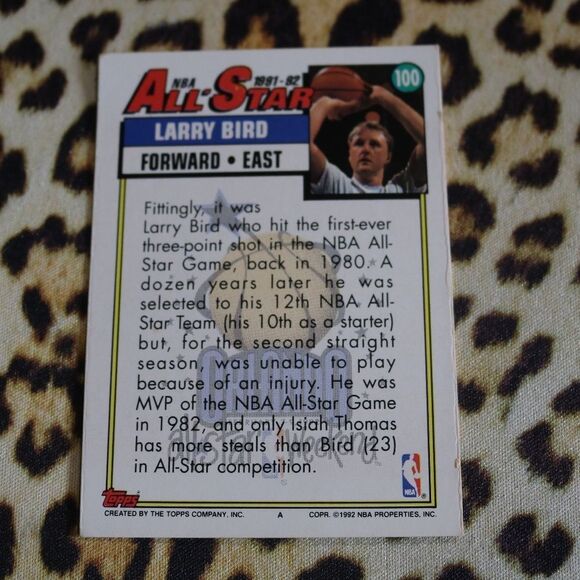 NBA 1991-92
100
ALL-STAR
LARRY BIRD
FORWARD • EAST
Fittingly, it was
Larry Bird who hit the first-ever
three-point shot in the NBA All-
Star Game, back in 1980. A
dozen years later he was
selected to his 12th NBA All-
Star Team (his 10th as a starter)
but, for the second straight
season, was unable to play
because of an injury. He was
MVP of the NBA All-Star Game
in 1982, and only Isiah Thomas
has more steals than Bird (23)
in All-Star competition.
ORLANDO
all-star weekend
NBA
Topps
CREATED BY THE TOPPS COMPANY, INC. A COPR. ©1992 NBA PROPERTIES, INC.